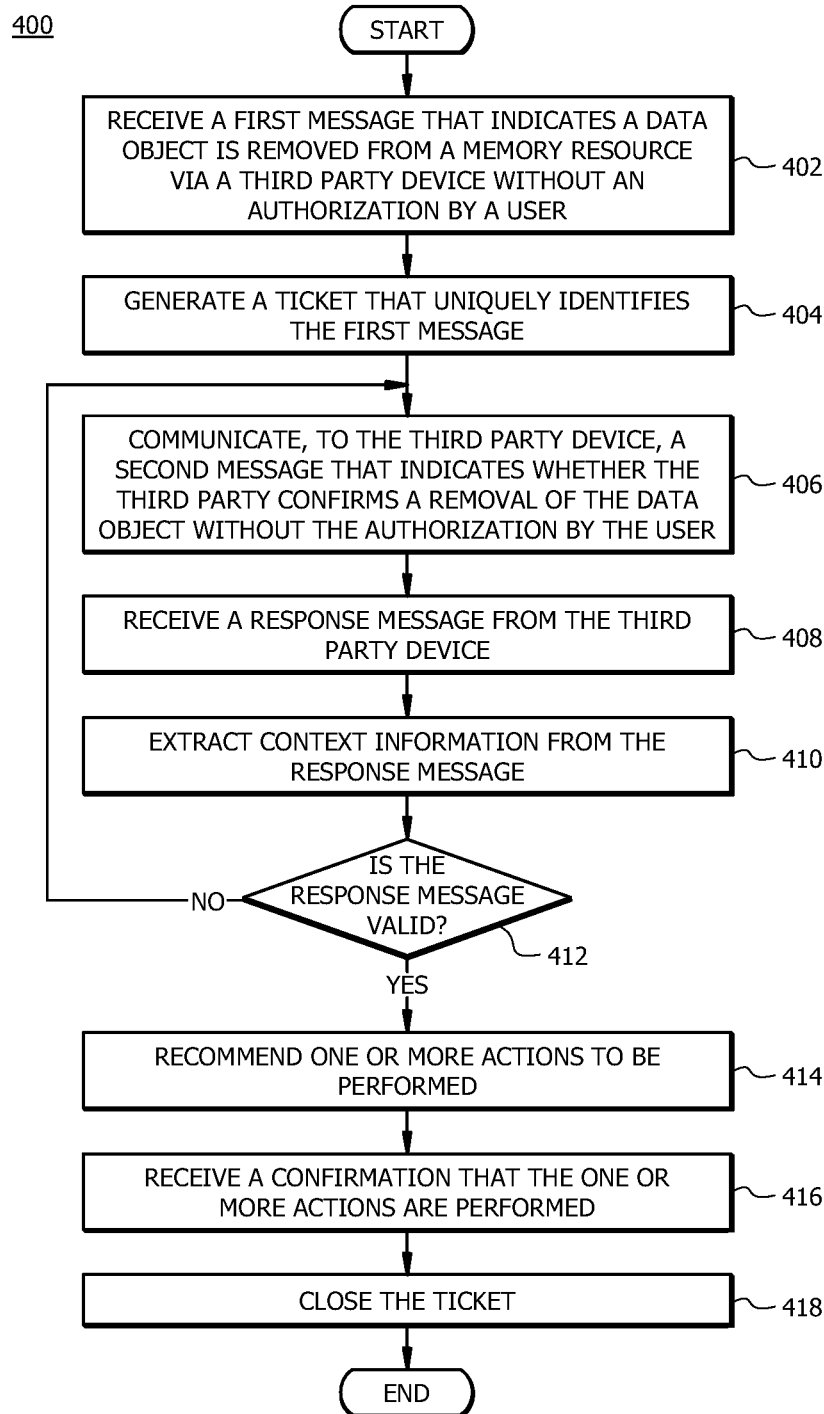 400
START
RECEIVE A FIRST MESSAGE THAT INDICATES A DATA
OBJECT IS REMOVED FROM A MEMORY RESOURCE
VIA A THIRD PARTY DEVICE WITHOUT AN
AUTHORIZATION BY A USER
402
GENERATE A TICKET THAT UNIQUELY IDENTIFIES
THE FIRST MESSAGE
404
COMMUNICATE, TO THE THIRD PARTY DEVICE, A
SECOND MESSAGE THAT INDICATES WHETHER THE
THIRD PARTY CONFIRMS A REMOVAL OF THE DATA
OBJECT WITHOUT THE AUTHORIZATION BY THE USER
406
RECEIVE A RESPONSE MESSAGE FROM THE THIRD
PARTY DEVICE
408
EXTRACT CONTEXT INFORMATION FROM THE
RESPONSE MESSAGE
410
IS THE
RESPONSE MESSAGE
VALID?
NO
412
YES
RECOMMEND ONE OR MORE ACTIONS TO BE
PERFORMED
414
RECEIVE A CONFIRMATION THAT THE ONE OR
MORE ACTIONS ARE PERFORMED
416
CLOSE THE TICKET
418
END